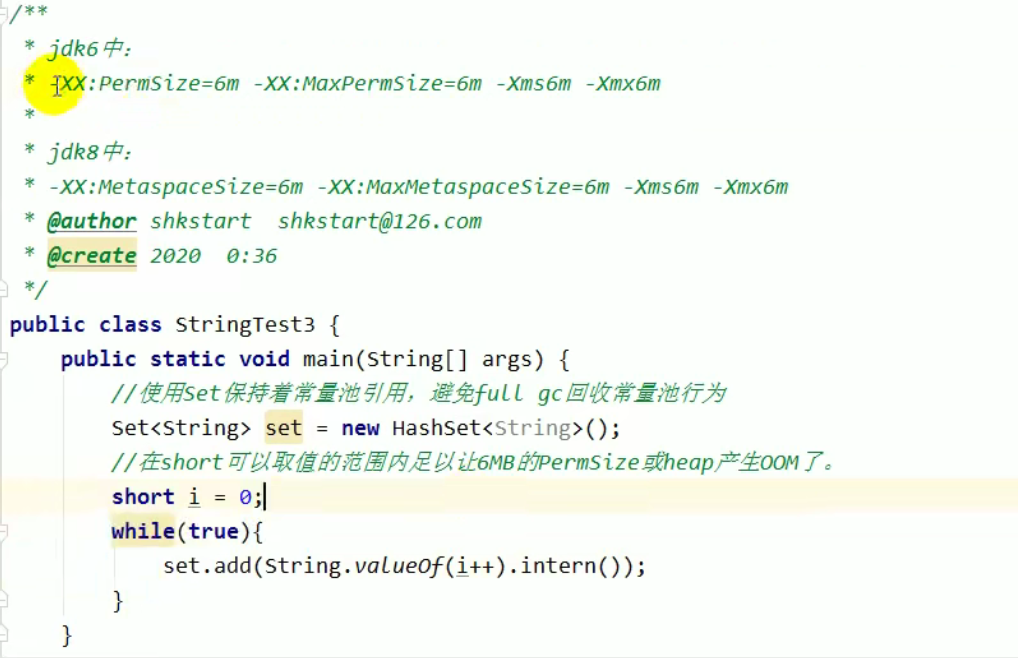 /**
* jdk6中:
* -XX:PermSize=6m -XX:MaxPermSize=6m -Xms6m -Xmx6m
*
* jdk8中:
* -XX:MetaspaceSize=6m -XX:MaxMetaspaceSize=6m -Xms6m -Xmx6m
* @author shkstart  shkstart@126.com
* @create 2020  0:36
*/
public class StringTest3 {
    public static void main(String[] args) {
        //使用Set保持着常量池引用，避免full gc回收常量池行为
        Set<String> set = new HashSet<String>();
        //在short可以取值的范围内足以让6MB的PermSize或heap产生OOM了。
        short i = 0;
        while(true){
            set.add(String.valueOf(i++).intern());
        }
    }